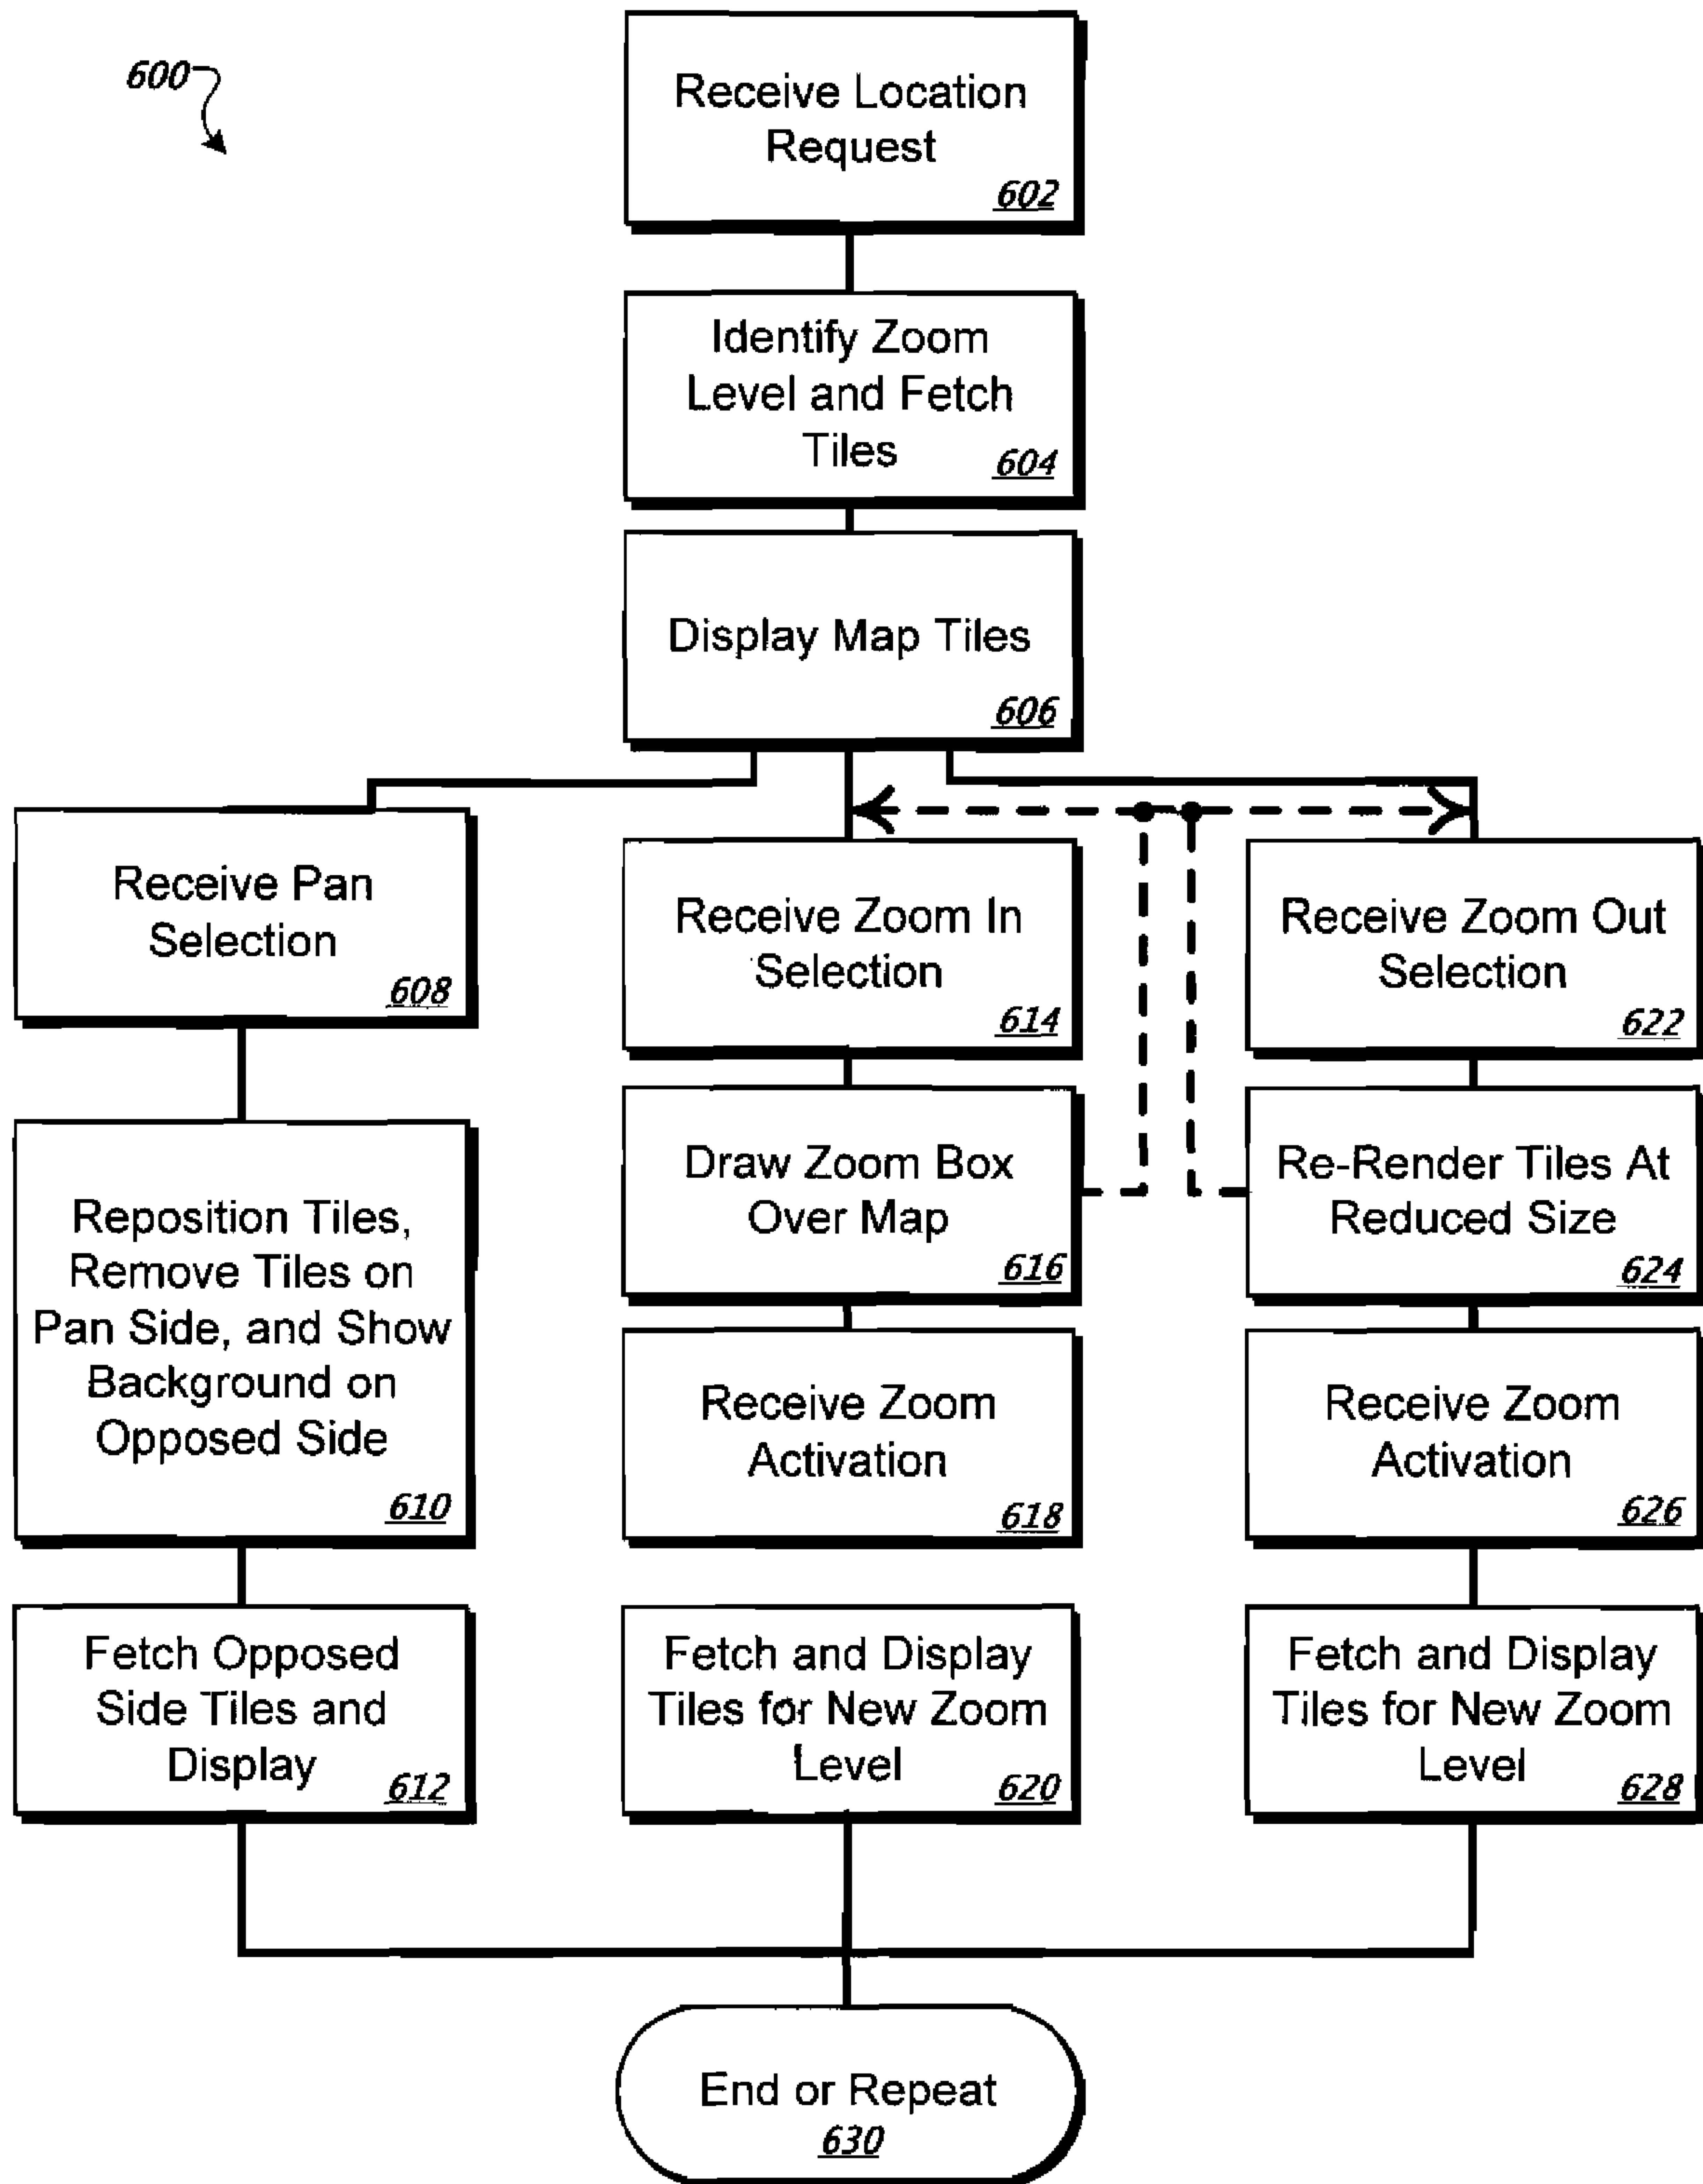 600
Receive Location
Request
602
Identify Zoom
Level and Fetch
Tiles
604
Display Map Tiles
606
Receive Pan
Selection
608
Reposition Tiles,
Remove Tiles on
Pan Side, and Show
Background on
Opposed Side
610
Fetch Opposed
Side Tiles and
Display
612
Receive Zoom In
Selection
614
Draw Zoom Box
Over Map
616
Receive Zoom
Activation
618
Fetch and Display
Tiles for New Zoom
Level
620
Receive Zoom Out
Selection
622
Re-Render Tiles At
Reduced Size
624
Receive Zoom
Activation
626
Fetch and Display
Tiles for New Zoom
Level
628
End or Repeat
630